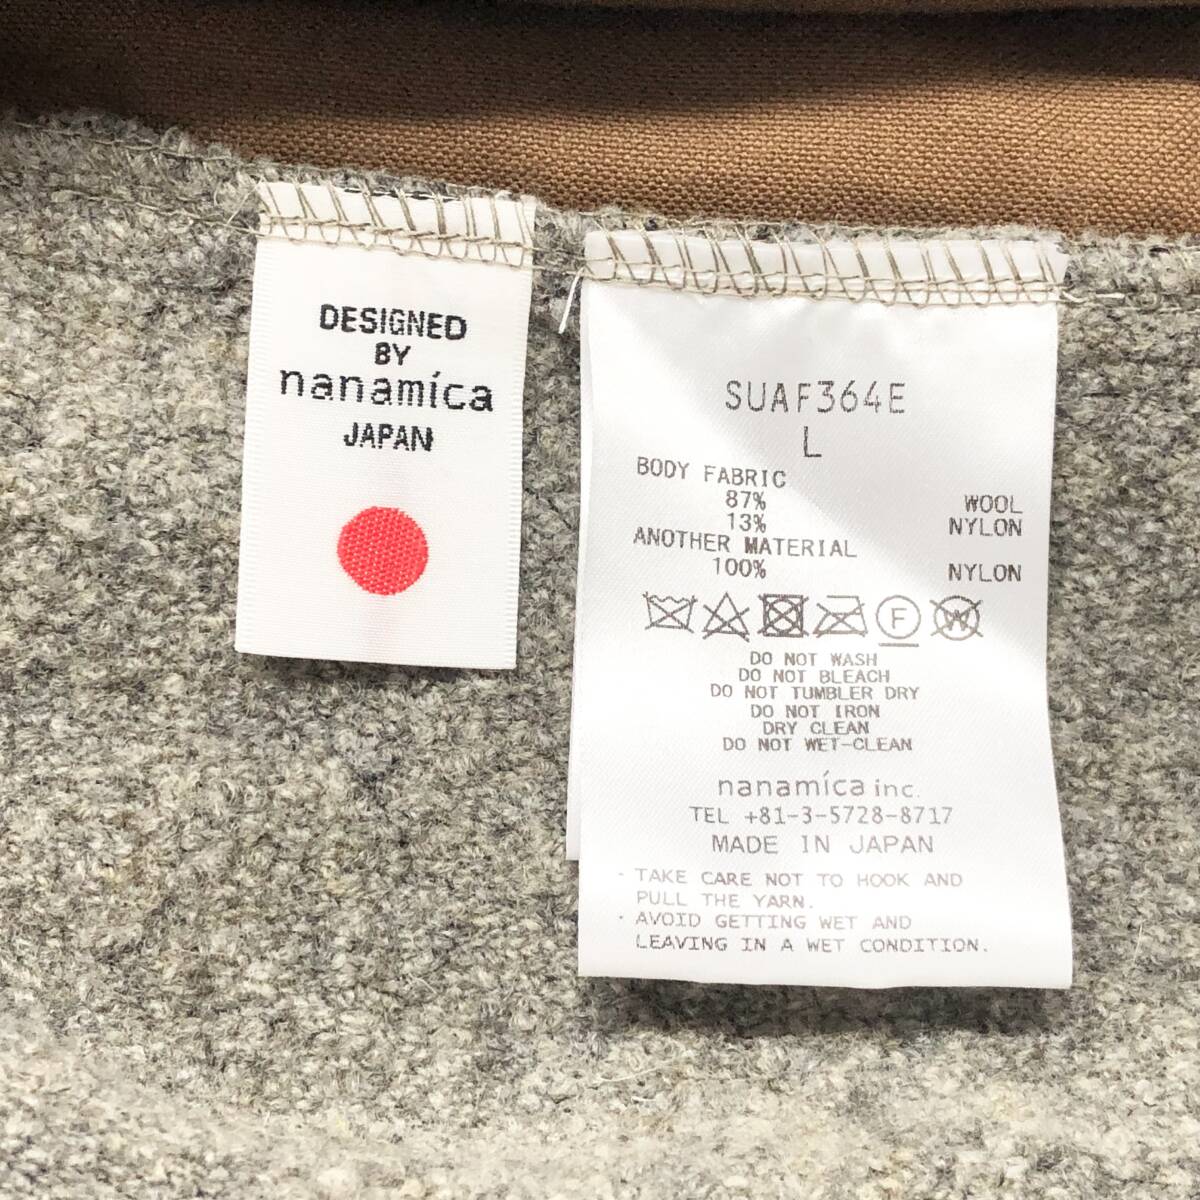 DESIGNED
BY
nanamíca
JAPAN
SUAF364E
L
BODY FABRIC
87% WOOL
13% NYLON
ANOTHER MATERIAL
100% NYLON
F W
DO NOT WASH
DO NOT BLEACH
DO NOT TUMBLER DRY
DO NOT IRON
DRY CLEAN
DO NOT WET-CLEAN
nanamíca inc.
TEL +81-3-5728-8717
MADE IN JAPAN
・TAKE CARE NOT TO HOOK AND
PULL THE YARN.
・AVOID GETTING WET AND
LEAVING IN A WET CONDITION.